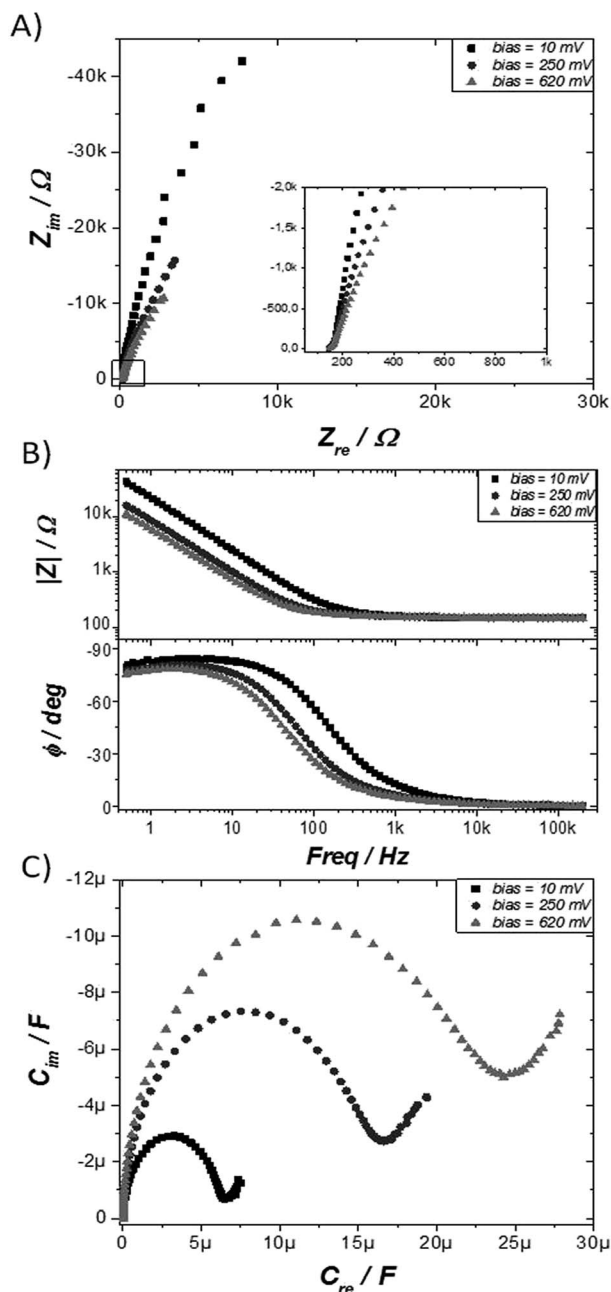 A)
bias = 10 mV
bias = 250 mV
bias = 620 mV
-40k
-30k
-20k
-10k
0
Z_im / Ω
-2,0k
-1,5k
-1,0k
-500,0
0,0
200
400
600
800
1k
0
10k
20k
30k
Z_re / Ω
B)
bias = 10 mV
bias = 250 mV
bias = 620 mV
10k
1k
100
|Z| / Ω
-90
-60
-30
0
ϕ / deg
1
10
100
1k
10k
100k
Freq / Hz
C)
bias = 10 mV
bias = 250 mV
bias = 620 mV
-12µ
-10µ
-8µ
-6µ
-4µ
-2µ
0
C_im / F
0
5µ
10µ
15µ
20µ
25µ
30µ
C_re / F